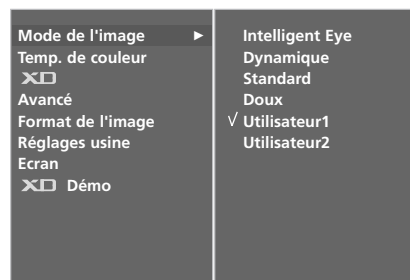 Mode de l'image ►
Temp. de couleur
XD
Avancé
Format de l'image
Réglages usine
Ecran
XD Démo
Intelligent Eye
Dynamique
Standard
Doux
√ Utilisateur1
Utilisateur2